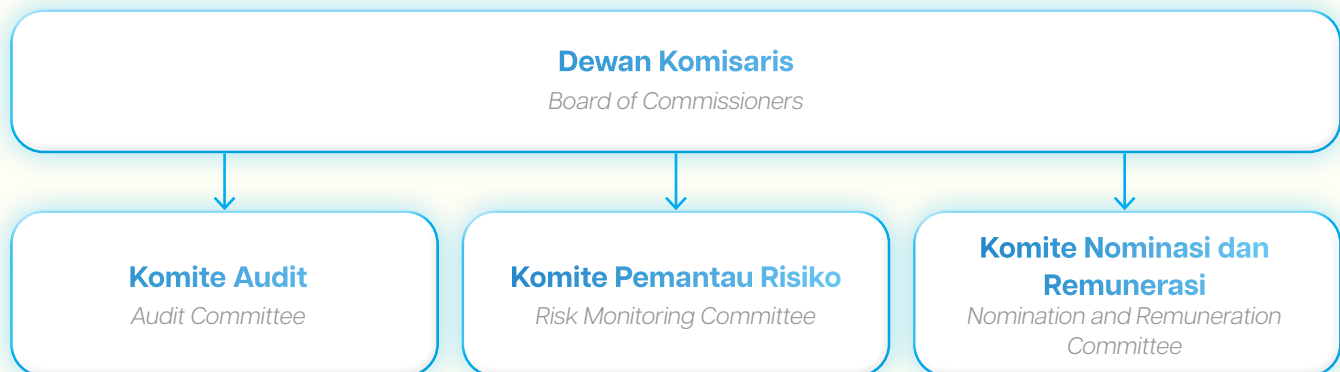 Dewan Komisaris
Board of Commissioners
Komite Audit
Audit Committee
Komite Pemantau Risiko
Risk Monitoring Committee
Komite Nominasi dan
Remunerasi
Nomination and Remuneration
Committee